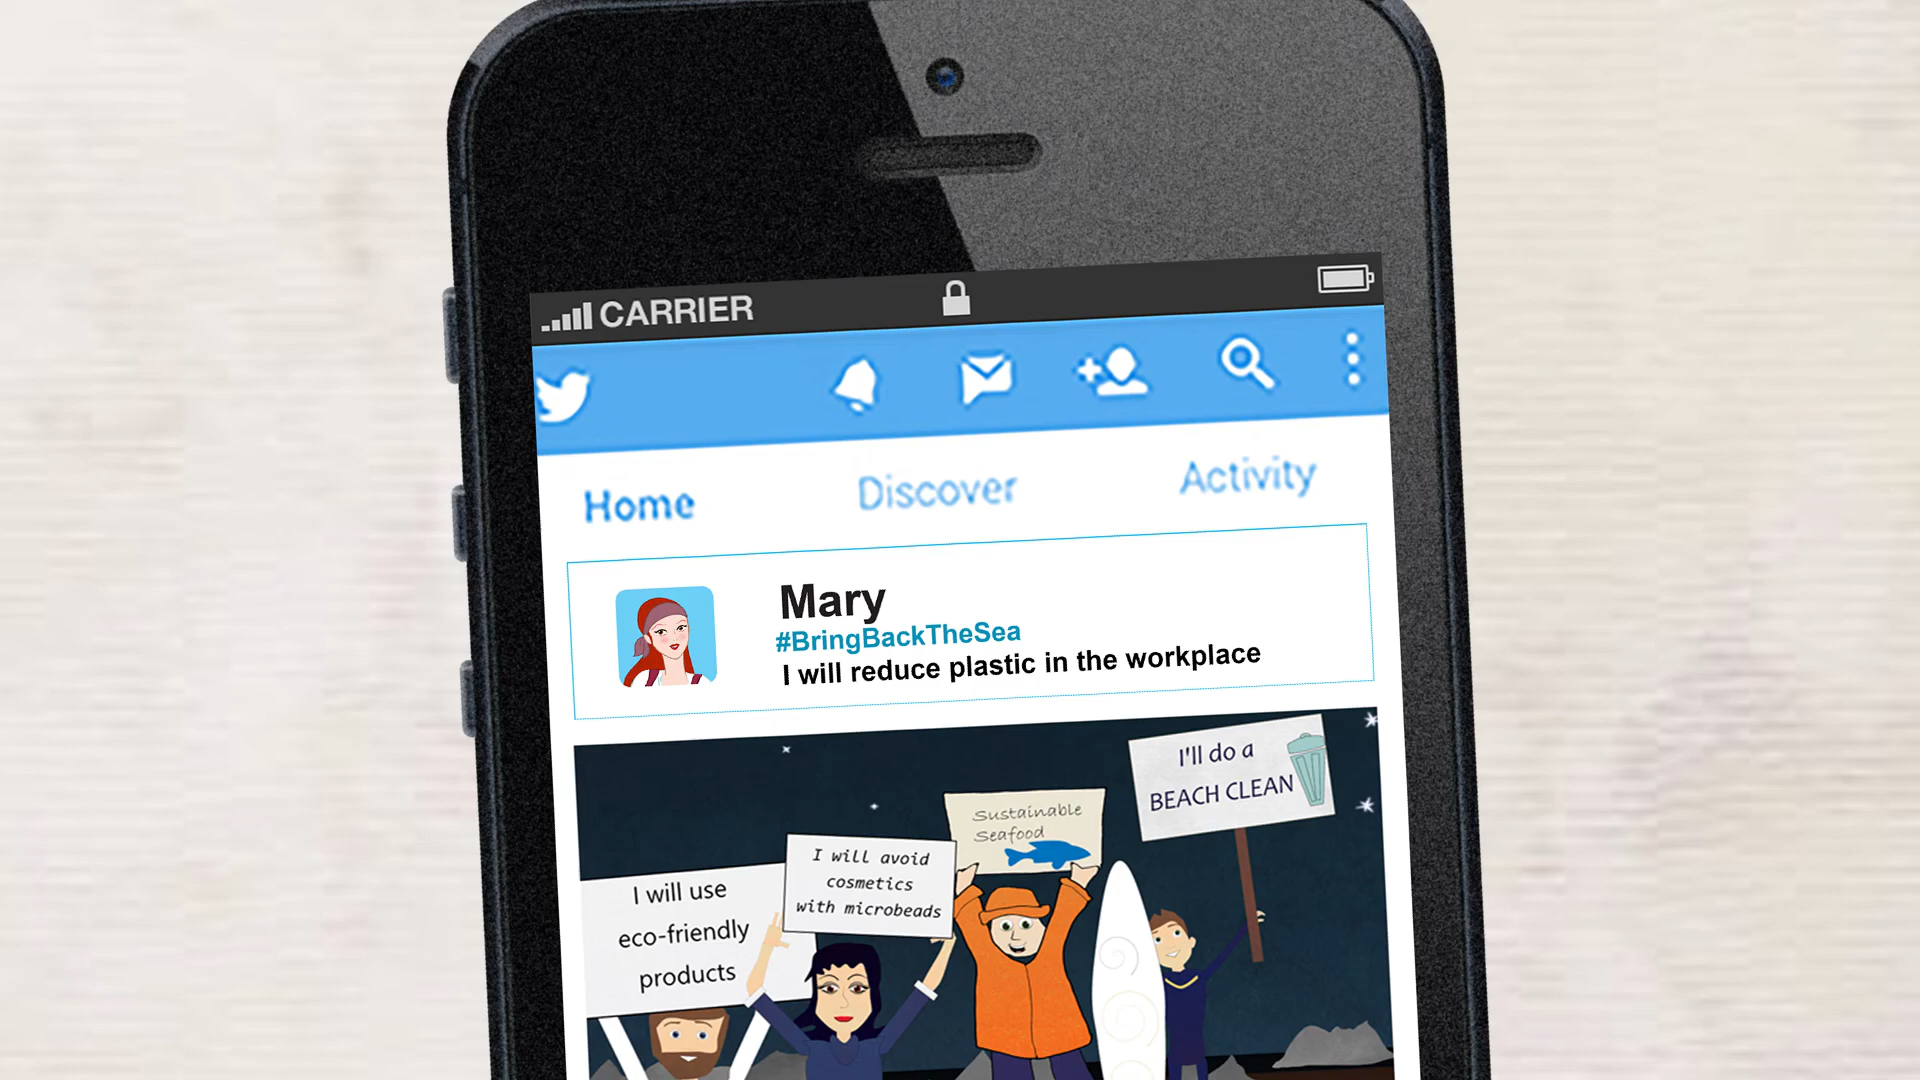 CARRIER
Home
Discover
Activity
Mary
#BringBackTheSea
I will reduce plastic in the workplace
I'll do a
BEACH CLEAN
Sustainable
Seafood
I will avoid
cosmetics
with microbeads
I will use
eco-friendly
products